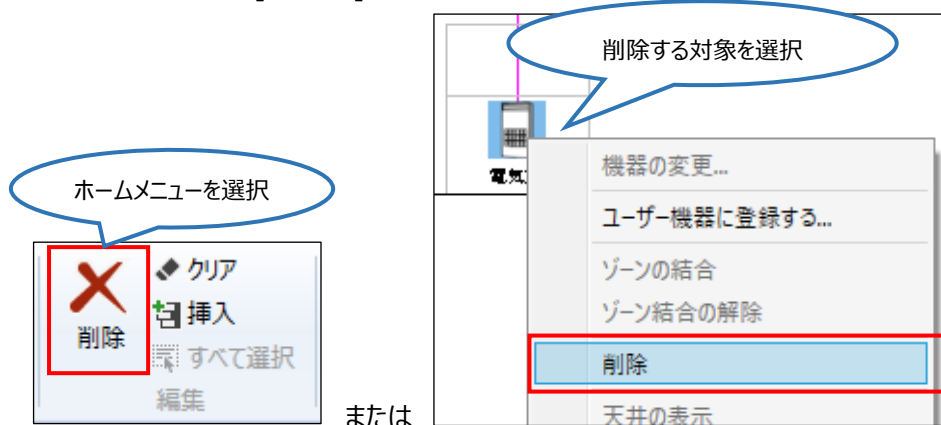 削除する対象を選択
電気
機器の変更...
ユーザー機器に登録する...
ゾーンの結合
ゾーン結合の解除
削除
天井の表示
ホームメニューを選択
削除
クリア
挿入
すべて選択
編集
または